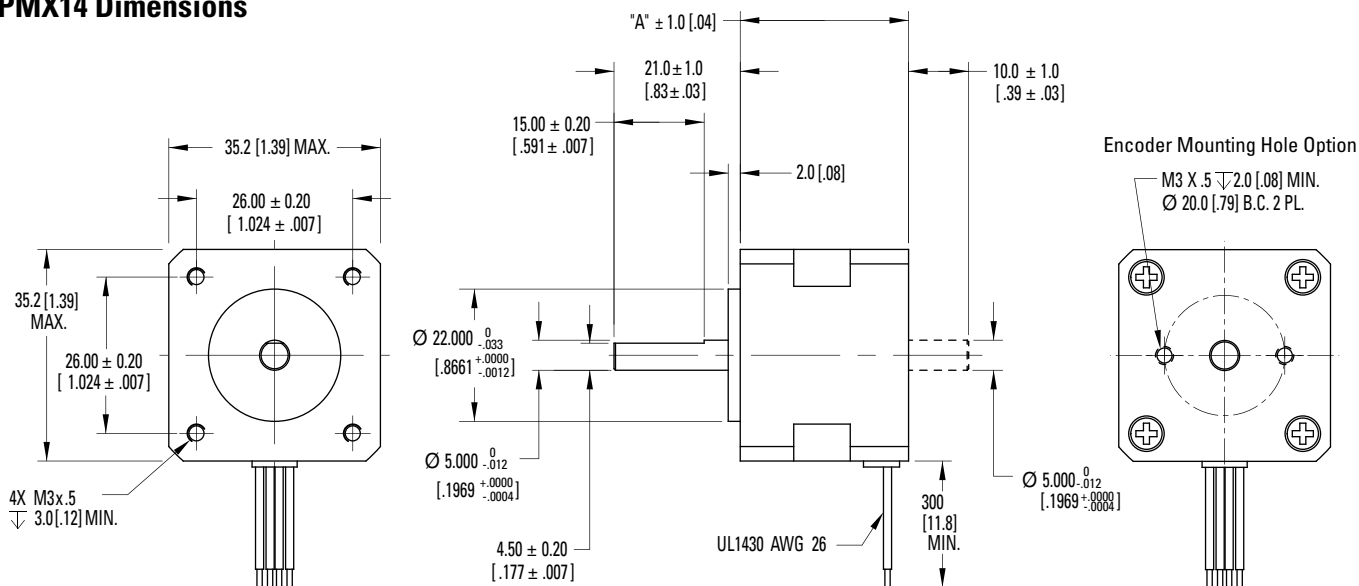 PMX14 Dimensions
"A" ± 1.0 [.04]
21.0 ± 1.0
[.83 ± .03]
10.0 ± 1.0
[.39 ± .03]
15.00 ± 0.20
[.591 ± .007]
2.0 [.08]
35.2 [1.39] MAX.
26.00 ± 0.20
[ 1.024 ± .007]
35.2 [1.39]
MAX.
26.00 ± 0.20
[ 1.024 ± .007]
4X M3x.5
↧ 3.0 [.12] MIN.
Ø 22.000 0 -.033
[.8661 +.0000 -.0012]
Ø 5.000 0 -.012
[.1969 +.0000 -.0004]
4.50 ± 0.20
[.177 ± .007]
UL1430 AWG 26
300
[11.8]
MIN.
Ø 5.000 0 -.012
[.1969 +.0000 -.0004]
Encoder Mounting Hole Option
M3 X .5 ↧ 2.0 [.08] MIN.
Ø 20.0 [.79] B.C. 2 PL.